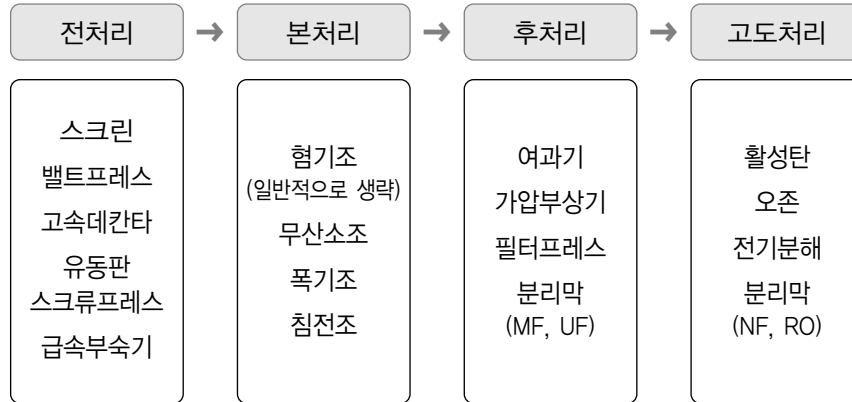 전처리
→
본처리
→
후처리
→
고도처리
스크린
밸트프레스
고속데칸타
유동판
스크류프레스
급속부숙기
혐기조
(일반적으로 생략)
무산소조
폭기조
침전조
여과기
가압부상기
필터프레스
분리막
(MF, UF)
활성탄
오존
전기분해
분리막
(NF, RO)